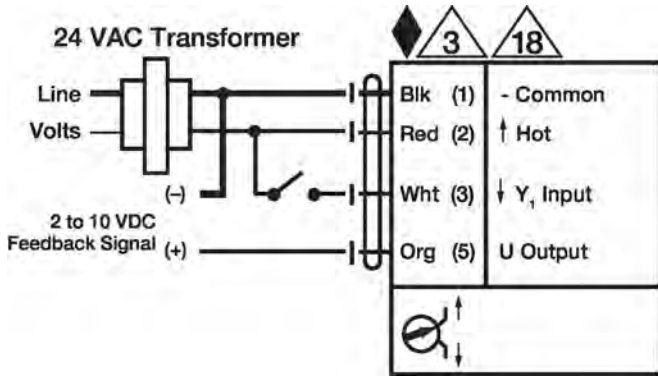 24 VAC Transformer
3
18
Line
Volts
Blk (1) - Common
Red (2) ↑ Hot
(–)
Wht (3) ↓ Y₁ Input
2 to 10 VDC
Feedback Signal (+)
Org (5) U Output